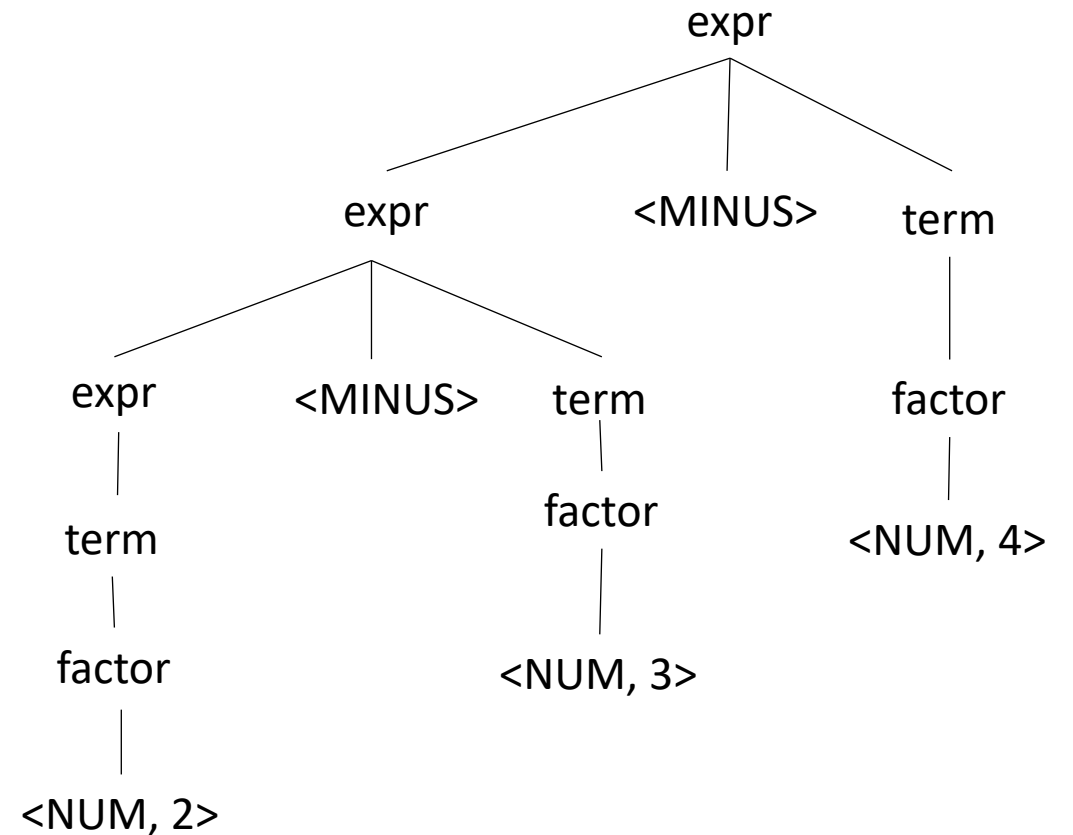 expr
expr <MINUS> term
expr <MINUS> term factor
term factor <NUM, 4>
factor <NUM, 3>
<NUM, 2>